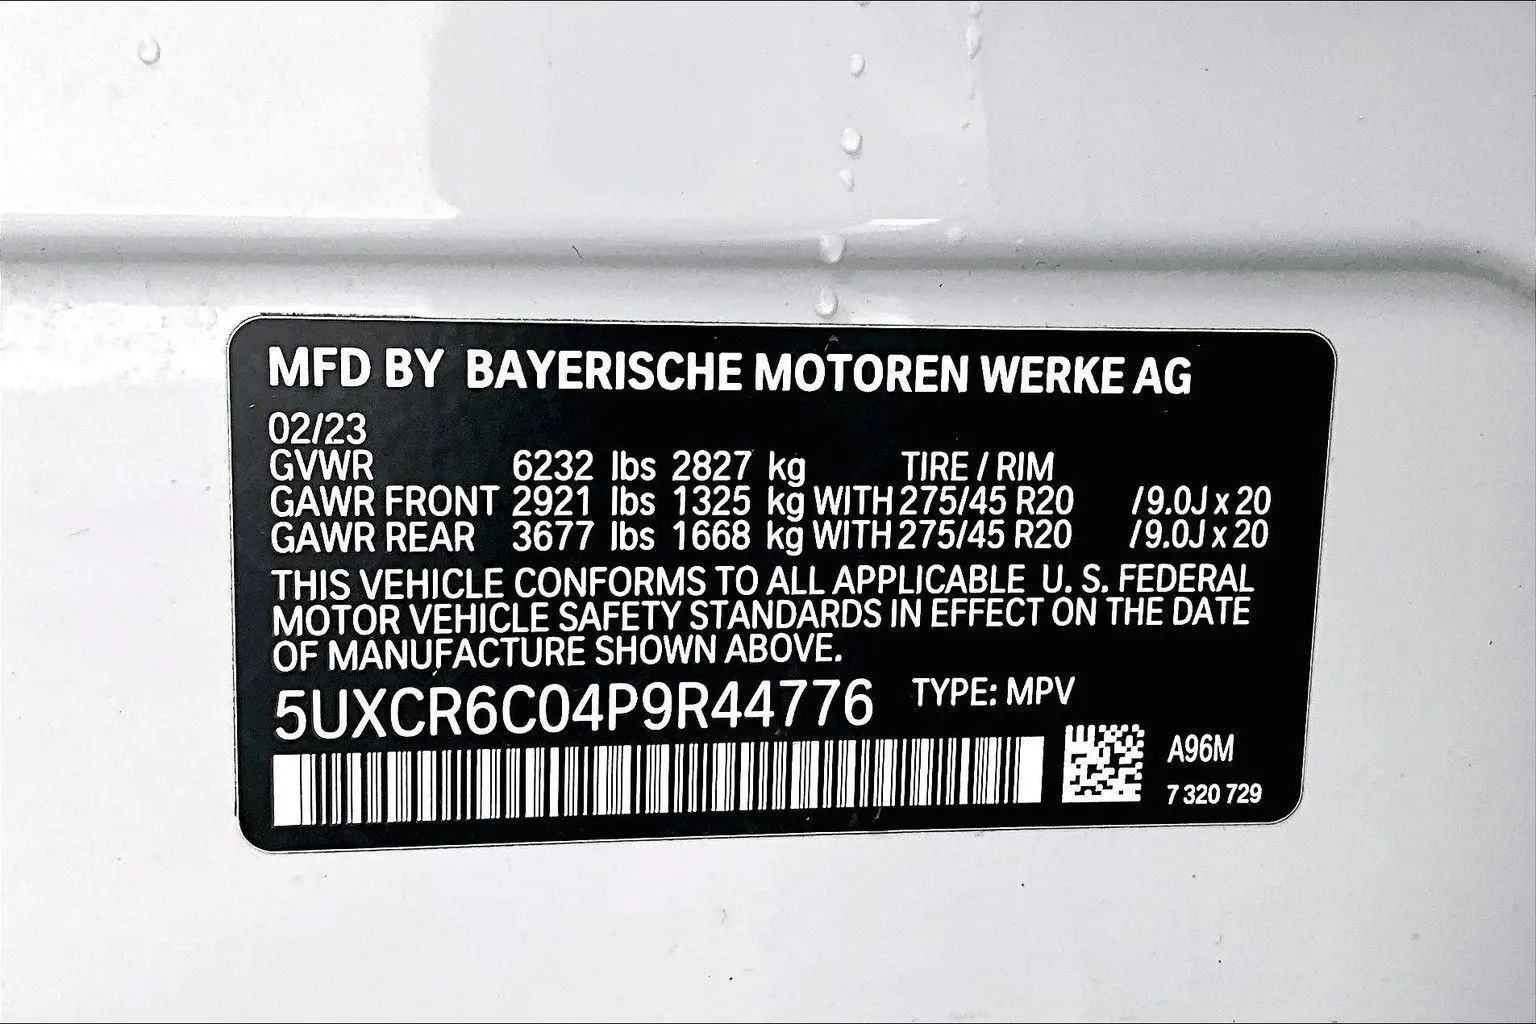 MFD BY BAYERISCHE MOTOREN WERKE AG
02/23
GVWR 6232 lbs 2827 kg TIRE / RIM
GAWR FRONT 2921 lbs 1325 kg WITH 275/45 R20 / 9.0J x 20
GAWR REAR 3677 lbs 1668 kg WITH 275/45 R20 / 9.0J x 20
THIS VEHICLE CONFORMS TO ALL APPLICABLE U. S. FEDERAL
MOTOR VEHICLE SAFETY STANDARDS IN EFFECT ON THE DATE
OF MANUFACTURE SHOWN ABOVE.
5UXCR6C04P9R44776 TYPE: MPV
A96M
7 320 729